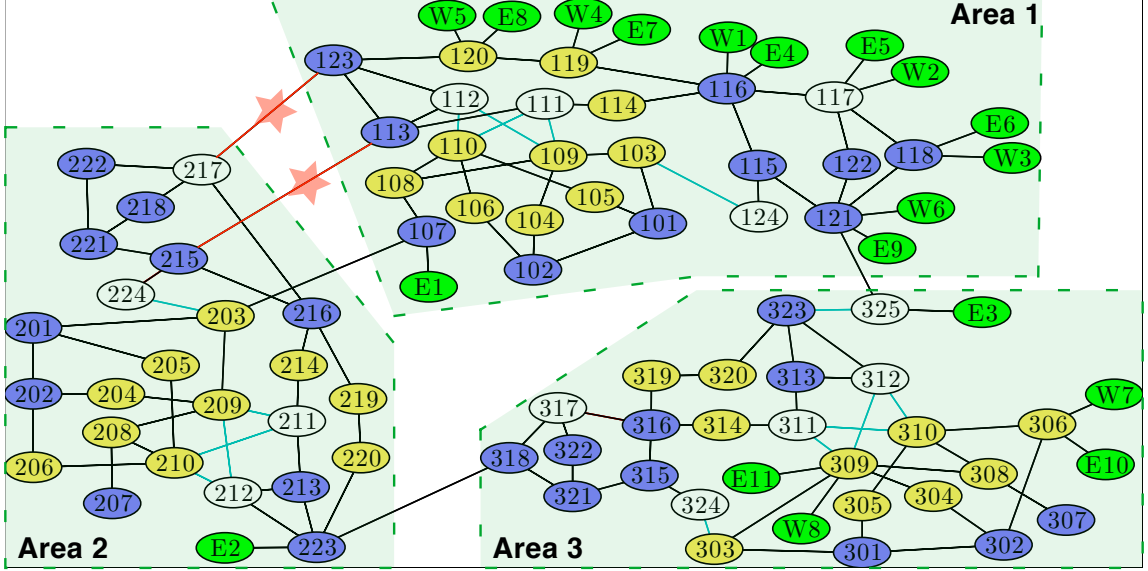 Area 1
W5 E8 W4 E7 W1 E4 E5 W2
123 120 119 116 117
112 111 114 E6
113 110 109 103 115 122 118 W3
108 106 104 105 101 124 121 W6
107 102 E9
E1
222 217
218
221 215
224 203 216
201 205 214
202 204 209 211 219
208
206 210 212 213 220
207
E2 223
Area 2
323 325 E3
319 320 313 312
317 316 314 311 310 306 W7
318 322 309 308 E10
321 315 E11 304
324 305 307
W8
303 301 302
Area 3